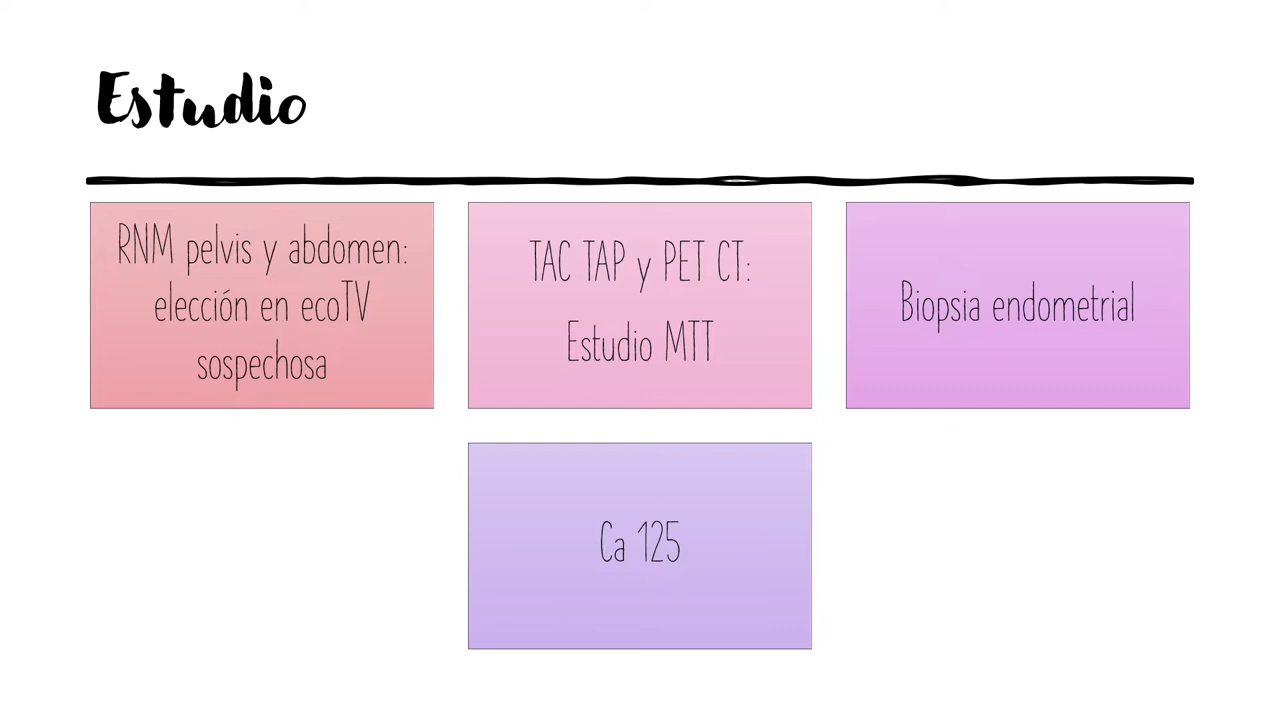 Estudio
RNM pelvis y abdomen:
elección en ecoTV
sospechosa
TAC TAP y PET CT:
Estudio MTT
Biopsia endometrial
Ca 125